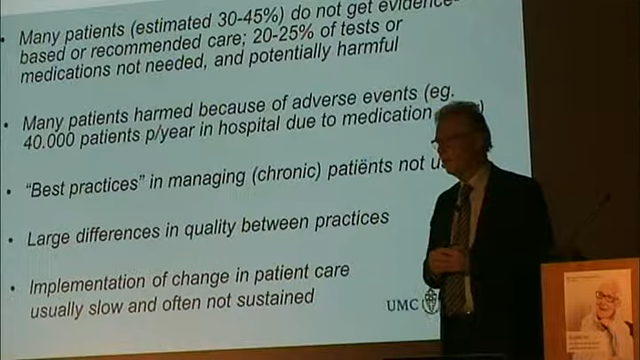 Many patients (estimated 30-45%) do not get evidence-
based or recommended care; 20-25% of tests or
medications not needed, and potentially harmful
Many patients harmed because of adverse events (eg.
40.000 patients p/year in hospital due to medication
"Best practices" in managing (chronic) patiënts not
Large differences in quality between practices
Implementation of change in patient care
usually slow and often not sustained
UMC